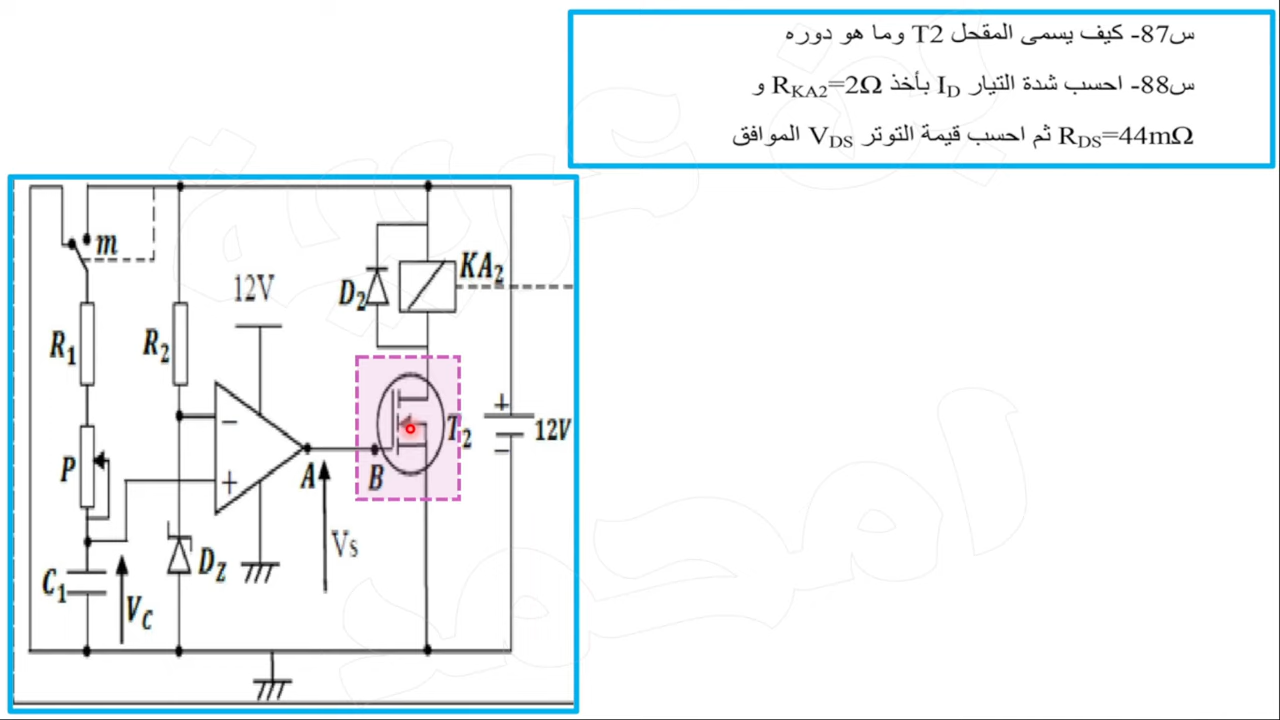 س87- كيف يسمى المقحل T2 وما هو دوره
س88- احسب شدة التيار ID بأخذ RKA2=2Ω و
RDS=44mΩ ثم احسب قيمة التوتر VDS الموافق
m
KA2
12V
D2
R1
R2
+
12V
−
T2
−
P
+
A
B
Vs
C1
DZ
VC